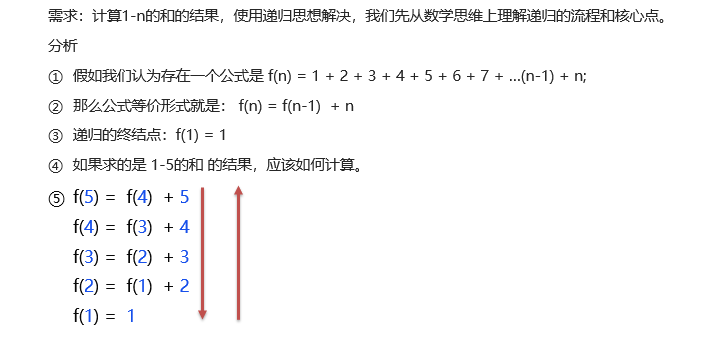 需求：计算1-n的和的结果，使用递归思想解决，我们先从数学思维上理解递归的流程和核心点。
分析
① 假如我们认为存在一个公式是 f(n) = 1 + 2 + 3 + 4 + 5 + 6 + 7 + ...(n-1) + n;
② 那么公式等价形式就是： f(n) = f(n-1) + n
③ 递归的终结点：f(1) = 1
④ 如果求的是 1-5的和 的结果，应该如何计算。
⑤ f(5) = f(4) + 5
f(4) = f(3) + 4
f(3) = f(2) + 3
f(2) = f(1) + 2
f(1) = 1